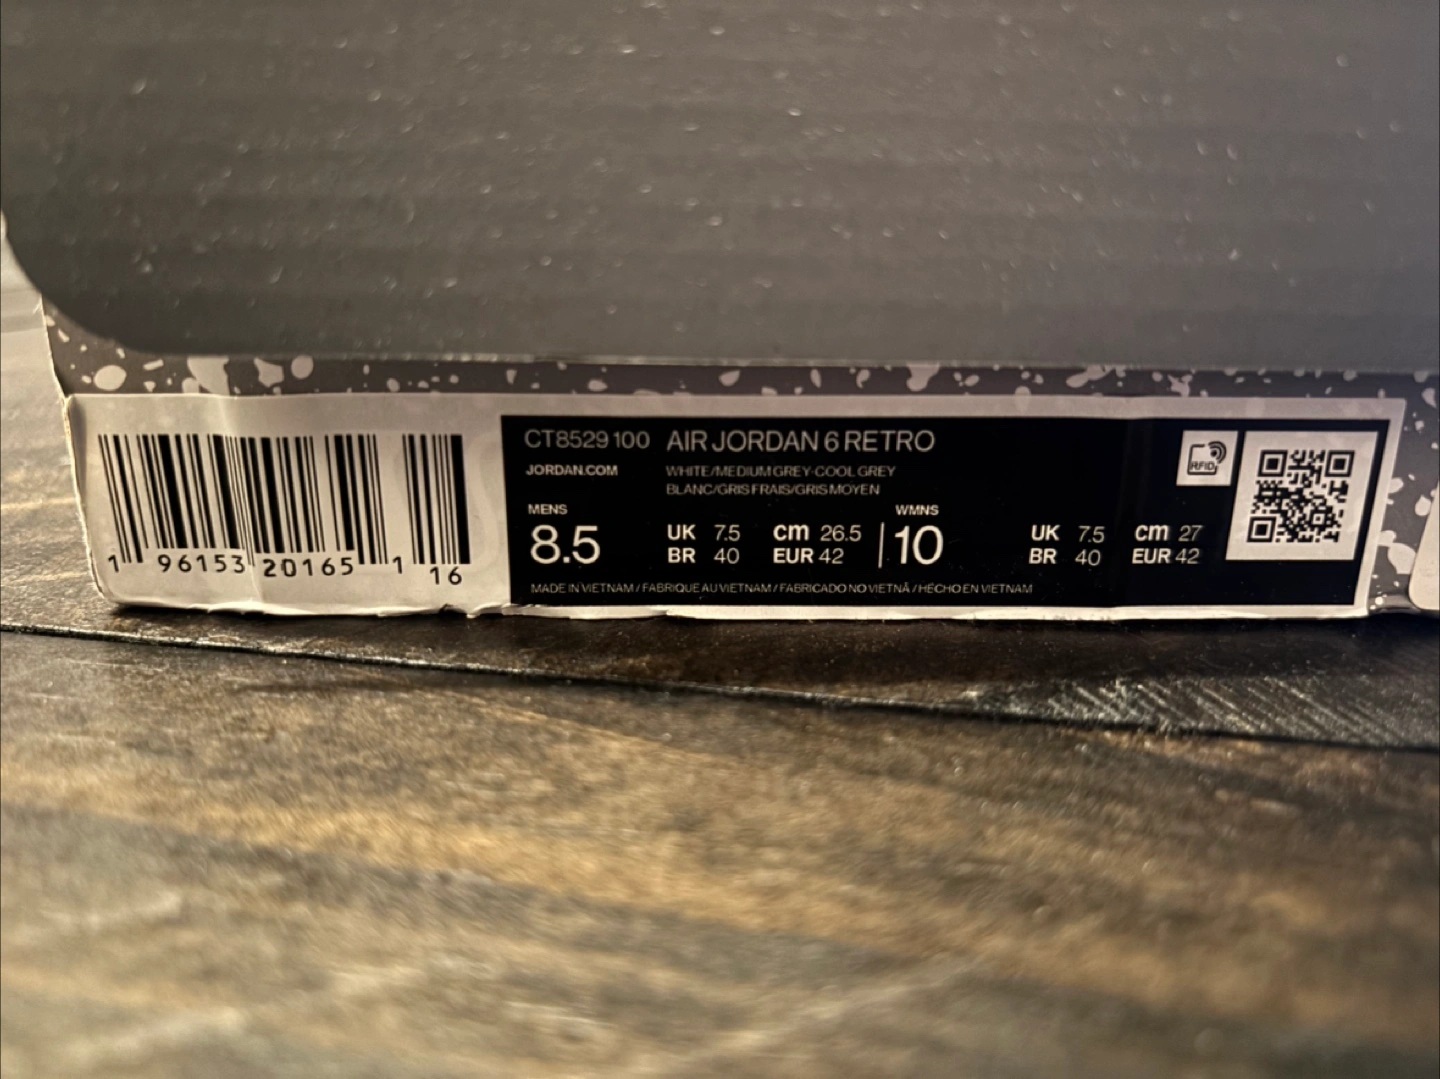 CT8529 100 AIR JORDAN 6 RETRO
JORDAN.COM WHITE/MEDIUM GREY-COOL GREY
BLANC/GRIS FRAIS/GRIS MOYEN
MENS
8.5 UK 7.5 cm 26.5
BR 40 EUR 42
WMNS
10 UK 7.5 cm 27
BR 40 EUR 42
MADE IN VIETNAM / FABRIQUE AU VIETNAM / FABRICADO NO VIETNÃ / HECHO EN VIETNAM
RFID
1 96153 20165 1 16